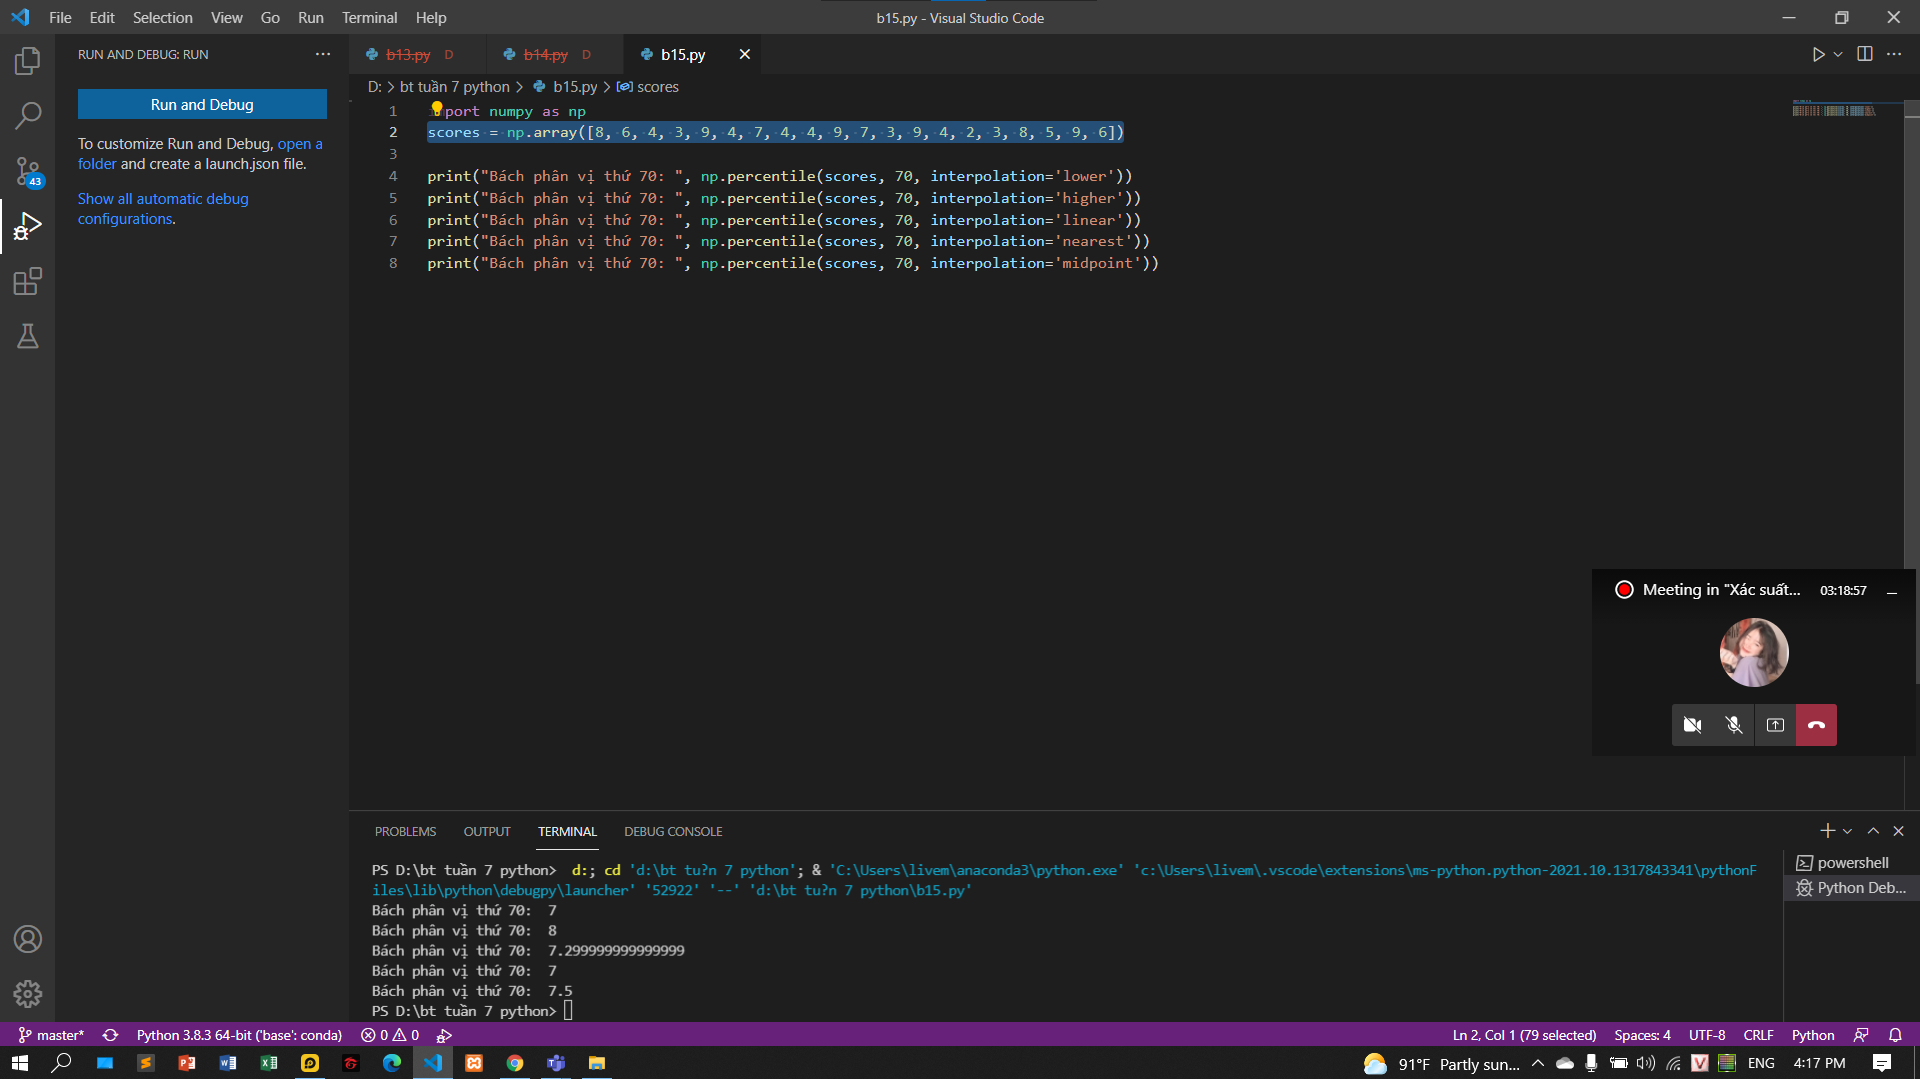 File Edit Selection View Go Run Terminal Help
b15.py - Visual Studio Code
RUN AND DEBUG: RUN
b13.py D
b14.py D
b15.py
D: > bt tuần 7 python > b15.py > scores
Run and Debug
To customize Run and Debug, open a
folder and create a launch.json file.
Show all automatic debug
configurations.
43
1 port numpy as np
2 scores = np.array([8, 6, 4, 3, 9, 4, 7, 4, 4, 9, 7, 3, 9, 4, 2, 3, 8, 5, 9, 6])
3
4 print("Bách phân vị thứ 70: ", np.percentile(scores, 70, interpolation='lower'))
5 print("Bách phân vị thứ 70: ", np.percentile(scores, 70, interpolation='higher'))
6 print("Bách phân vị thứ 70: ", np.percentile(scores, 70, interpolation='linear'))
7 print("Bách phân vị thứ 70: ", np.percentile(scores, 70, interpolation='nearest'))
8 print("Bách phân vị thứ 70: ", np.percentile(scores, 70, interpolation='midpoint'))
Meeting in "Xác suất... 03:18:57
PROBLEMS OUTPUT TERMINAL DEBUG CONSOLE
PS D:\bt tuần 7 python> d:; cd 'd:\bt tu?n 7 python'; & 'C:\Users\livem\anaconda3\python.exe' 'c:\Users\livem\.vscode\extensions\ms-python.python-2021.10.1317843341\pythonF
iles\lib\python\debugpy\launcher' '52922' '--' 'd:\bt tu?n 7 python\b15.py'
Bách phân vị thứ 70: 7
Bách phân vị thứ 70: 8
Bách phân vị thứ 70: 7.299999999999999
Bách phân vị thứ 70: 7
Bách phân vị thứ 70: 7.5
PS D:\bt tuần 7 python>
powershell
Python Deb...
master* Python 3.8.3 64-bit ('base': conda) 0 0
Ln 2, Col 1 (79 selected) Spaces: 4 UTF-8 CRLF Python
91°F Partly sun... ENG 4:17 PM